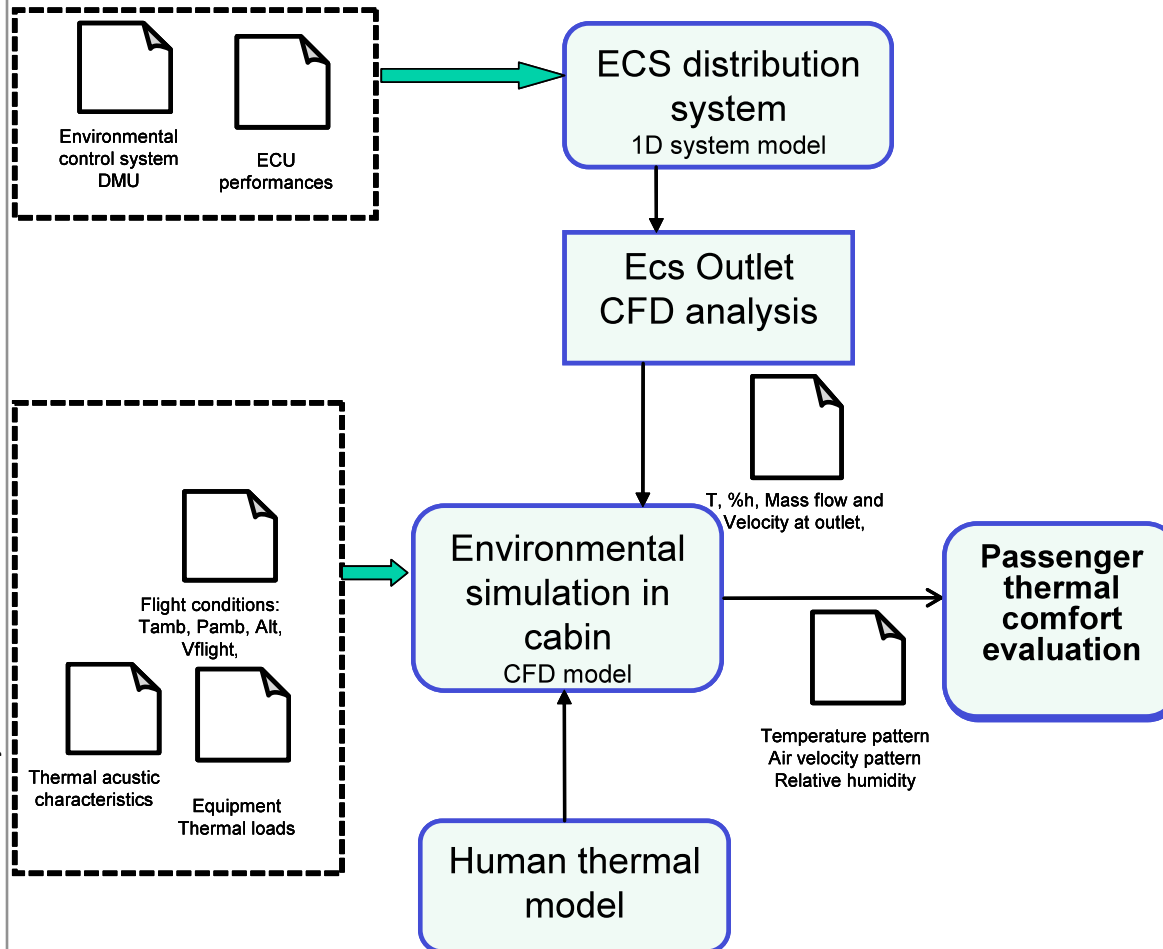 Environmental
control system
DMU
ECU
performances
ECS distribution
system
1D system model
Ecs Outlet
CFD analysis
T, %h, Mass flow and
Velocity at outlet,
Flight conditions:
Tamb, Pamb, Alt,
Vflight,
Thermal acustic
characteristics
Equipment
Thermal loads
Environmental
simulation in
cabin
CFD model
Temperature pattern
Air velocity pattern
Relative humidity
Passenger
thermal
comfort
evaluation
Human thermal
model